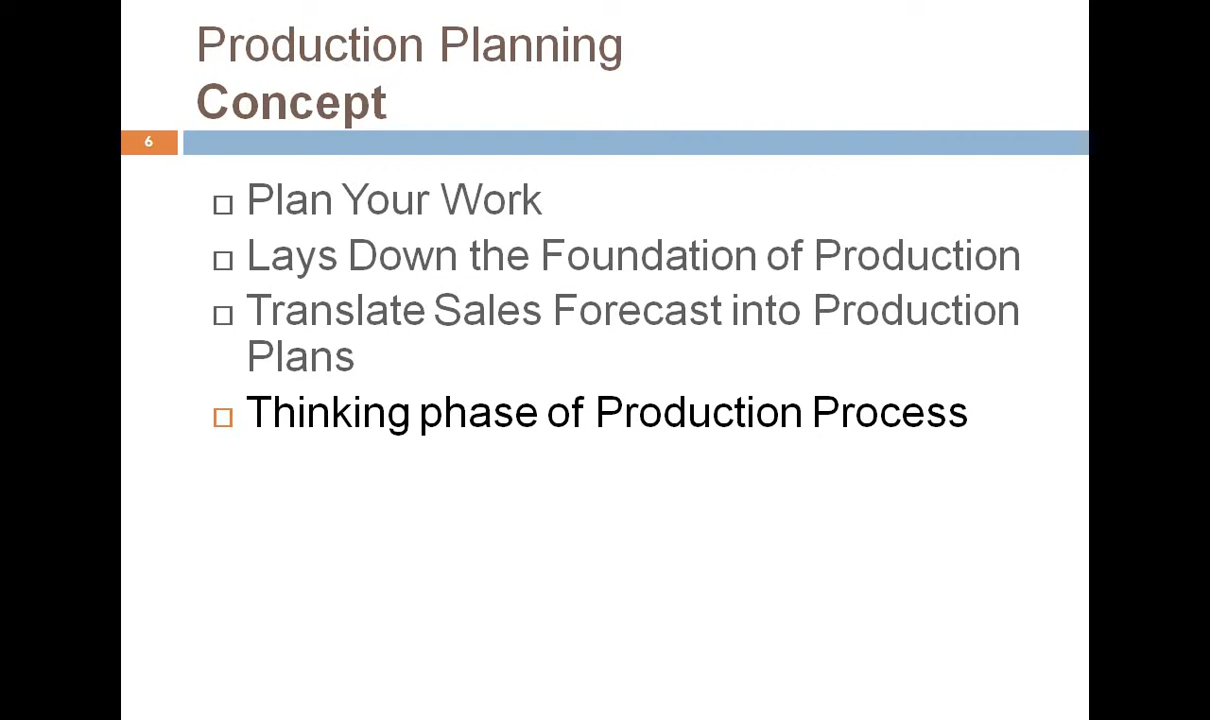 Production Planning
Concept
6
Plan Your Work
Lays Down the Foundation of Production
Translate Sales Forecast into Production
Plans
Thinking phase of Production Process